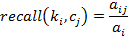 recall(k_i, c_j) = a_ij / a_i